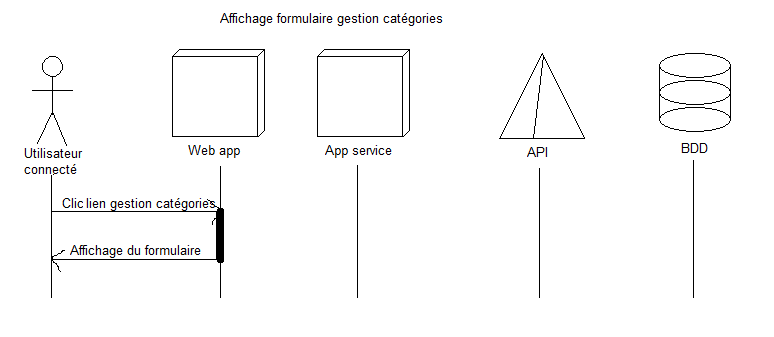 Affichage formulaire gestion catégories
Utilisateur
connecté
Web app
App service
API
BDD
Clic lien gestion catégories
Affichage du formulaire